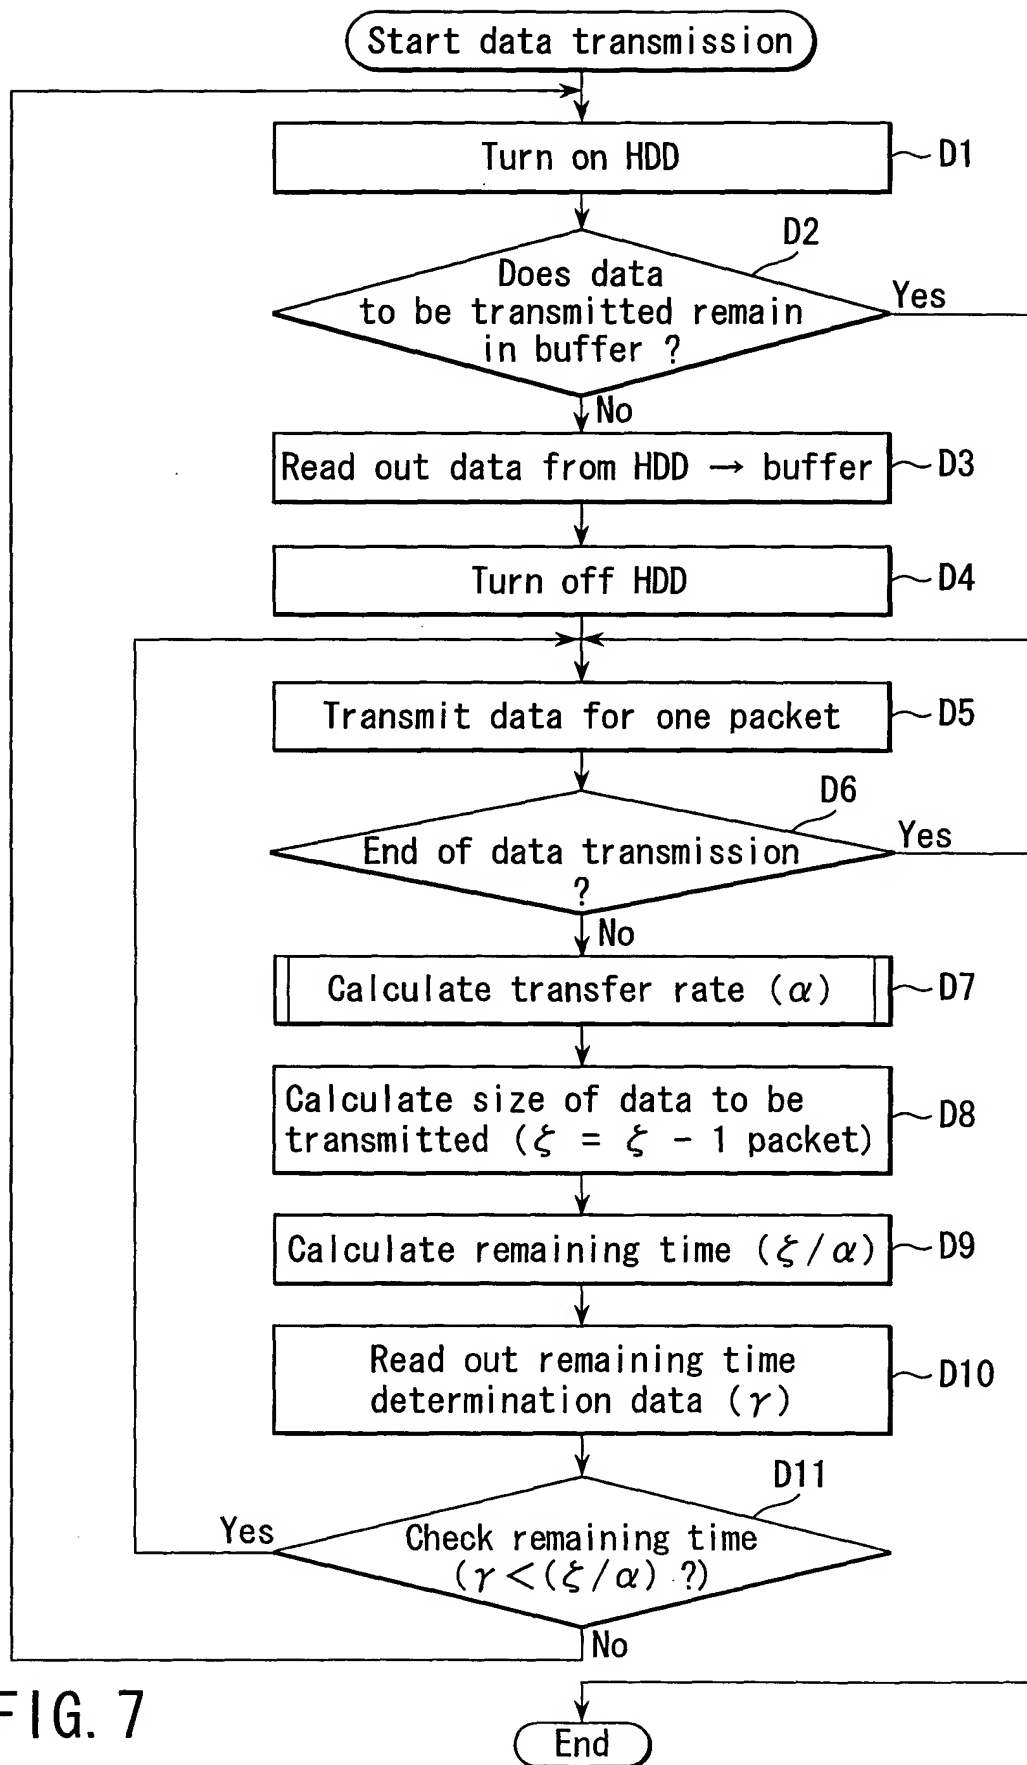 Start data transmission
Turn on HDD
D1
D2
Does data
to be transmitted remain
in buffer ?
Yes
No
Read out data from HDD → buffer
D3
Turn off HDD
D4
Transmit data for one packet
D5
D6
End of data transmission
?
Yes
No
Calculate transfer rate (α)
D7
Calculate size of data to be
transmitted (ζ = ζ - 1 packet)
D8
Calculate remaining time (ζ/α)
D9
Read out remaining time
determination data (γ)
D10
D11
Check remaining time
(γ<(ζ/α) ?)
Yes
No
FIG. 7
End